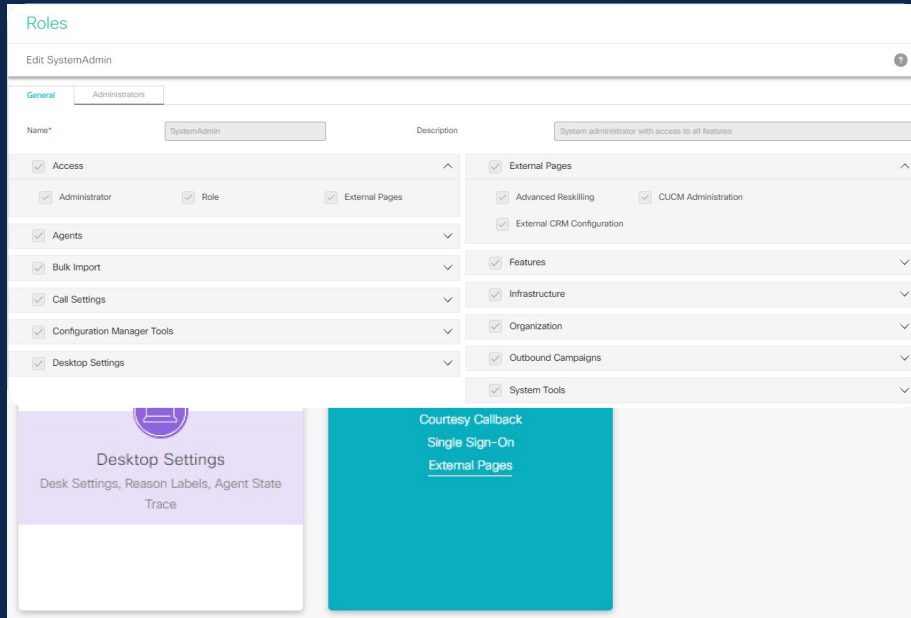 Roles
Edit SystemAdmin
?
General Administrators
Name* SystemAdmin Description System administrator with access to all features
Access
Administrator Role External Pages
Agents
Bulk Import
Call Settings
Configuration Manager Tools
Desktop Settings
External Pages
Advanced Reskilling CUCM Administration
External CRM Configuration
Features
Infrastructure
Organization
Outbound Campaigns
System Tools
Desktop Settings
Desk Settings, Reason Labels, Agent State
Trace
Courtesy Callback
Single Sign-On
External Pages